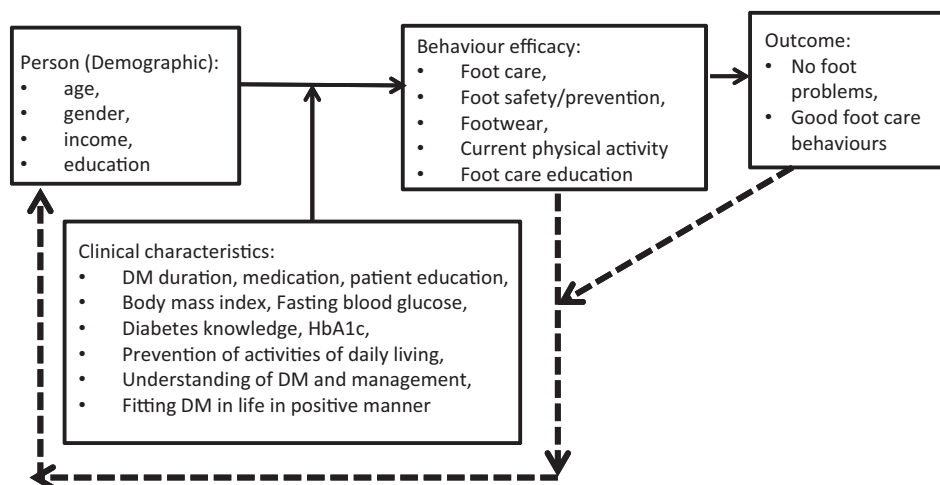 Person (Demographic):
• age,
• gender,
• income,
• education
Behaviour efficacy:
• Foot care,
• Foot safety/prevention,
• Footwear,
• Current physical activity
• Foot care education
Outcome:
• No foot
problems,
• Good foot care
behaviours
Clinical characteristics:
• DM duration, medication, patient education,
• Body mass index, Fasting blood glucose,
• Diabetes knowledge, HbA1c,
• Prevention of activities of daily living,
• Understanding of DM and management,
• Fitting DM in life in positive manner